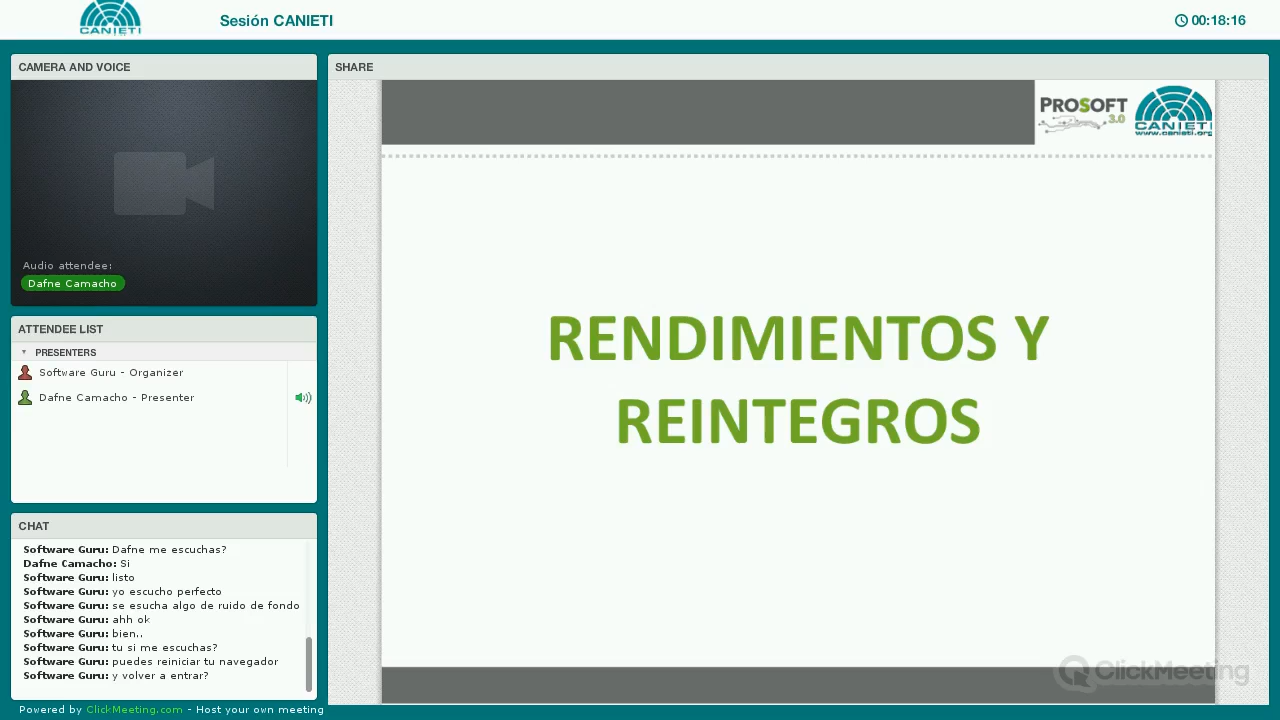 CANIETI
Sesión CANIETI
00:18:16
CAMERA AND VOICE
Audio attendee:
Dafne Camacho
ATTENDEE LIST
PRESENTERS
Software Guru - Organizer
Dafne Camacho - Presenter
CHAT
Software Guru: Dafne me escuchas?
Dafne Camacho: Si
Software Guru: listo
Software Guru: yo escucho perfecto
Software Guru: se esucha algo de ruido de fondo
Software Guru: ahh ok
Software Guru: bien..
Software Guru: tu si me escuchas?
Software Guru: puedes reiniciar tu navegador
Software Guru: y volver a entrar?
Powered by ClickMeeting.com - Host your own meeting
SHARE
PROSOFT
3.0
CANIETI
www.canieti.org
RENDIMIENTOS Y
REINTEGROS
ClickMeeting